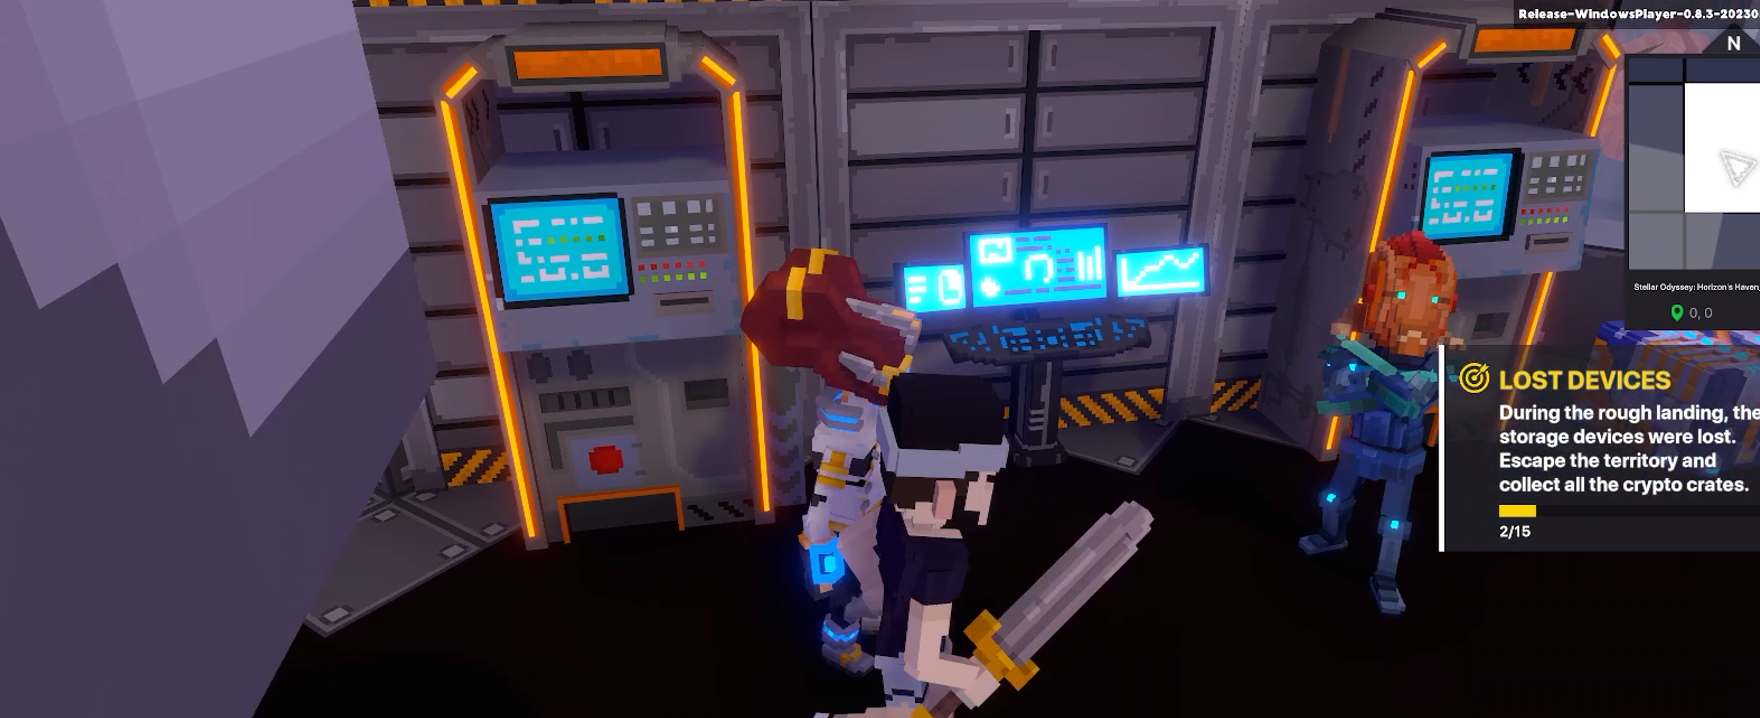 Release-WindowsPlayer-0.8.3-20230
N
Stellar Odyssey: Horizon's Haven,
0, 0
LOST DEVICES
During the rough landing, the
storage devices were lost.
Escape the territory and
collect all the crypto crates.
2/15